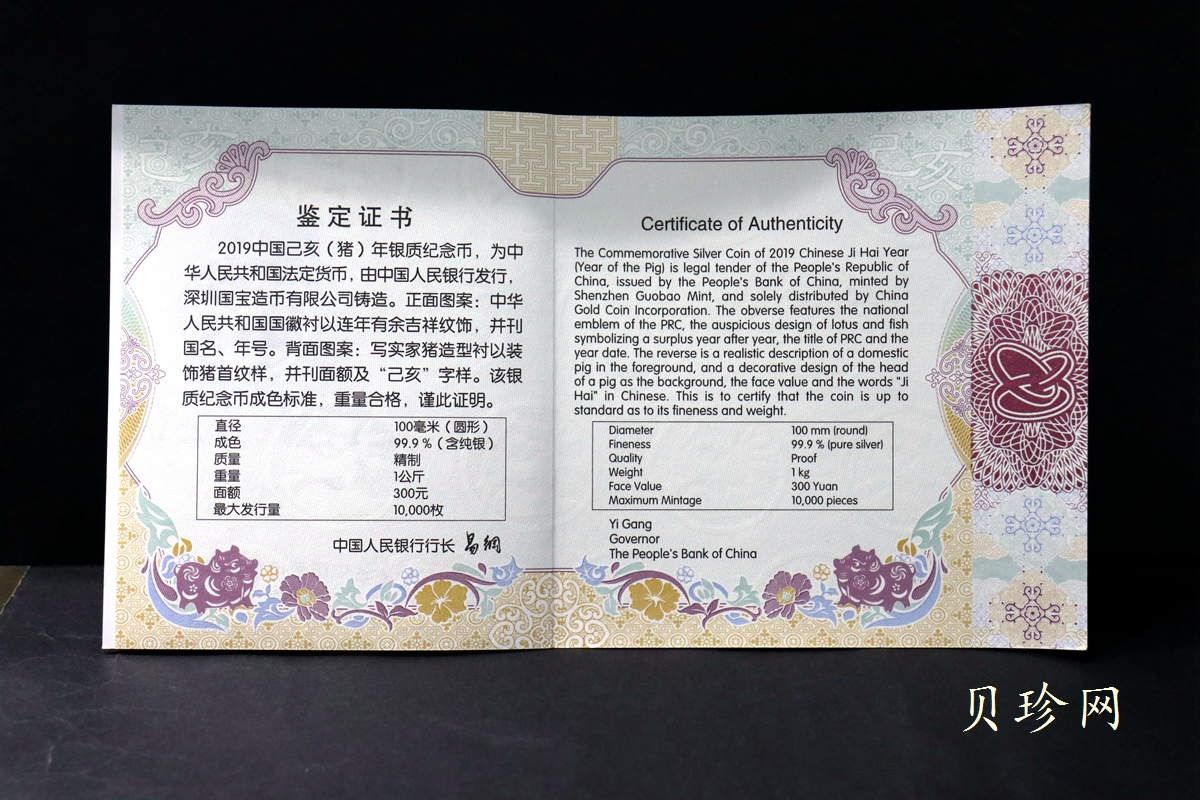 鉴定证书
2019中国己亥（猪）年银质纪念币，为中
华人民共和国法定货币，由中国人民银行发行，
深圳国宝造币有限公司铸造。正面图案：中华
人民共和国国徽衬以连年有余吉祥纹饰，并刊
国名、年号。背面图案：写实家猪造型衬以装
饰猪首纹样，并刊面额及“己亥”字样。该银
质纪念币成色标准，重量合格，谨此证明。
直径 100毫米（圆形）
成色 99.9％（含纯银）
质量 精制
重量 1公斤
面额 300元
最大发行量 10,000枚
中国人民银行行长 易纲
Certificate of Authenticity
The Commemorative Silver Coin of 2019 Chinese Ji Hai Year
(Year of the Pig) is legal tender of the People's Republic of
China, issued by the People's Bank of China, minted by
Shenzhen Guobao Mint, and solely distributed by China
Gold Coin Incorporation. The obverse features the national
emblem of the PRC, the auspicious design of lotus and fish
symbolizing a surplus year after year, the title of PRC and the
year date. The reverse is a realistic description of a domestic
pig in the foreground, and a decorative design of the head
of a pig as the background, the face value and the words "Ji
Hai" in Chinese. This is to certify that the coin is up to
standard as to its fineness and weight.
Diameter 100 mm (round)
Fineness 99.9 % (pure silver)
Quality Proof
Weight 1 kg
Face Value 300 Yuan
Maximum Mintage 10,000 pieces
Yi Gang
Governor
The People's Bank of China
己亥
己亥
贝珍网